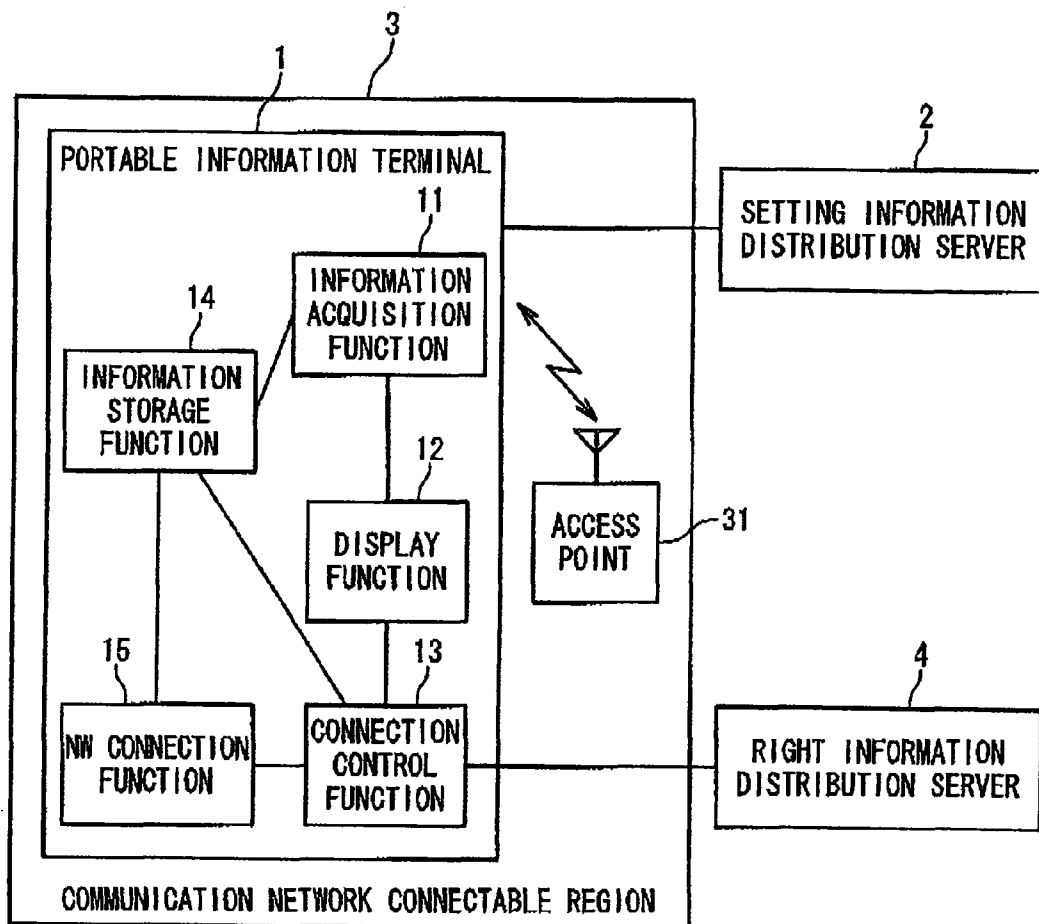 3
1
2
PORTABLE INFORMATION TERMINAL
SETTING INFORMATION
DISTRIBUTION SERVER
11
INFORMATION
ACQUISITION
FUNCTION
14
INFORMATION
STORAGE
FUNCTION
12
DISPLAY
FUNCTION
ACCESS
POINT
31
15
NW CONNECTION
FUNCTION
13
CONNECTION
CONTROL
FUNCTION
4
RIGHT INFORMATION
DISTRIBUTION SERVER
COMMUNICATION NETWORK CONNECTABLE REGION